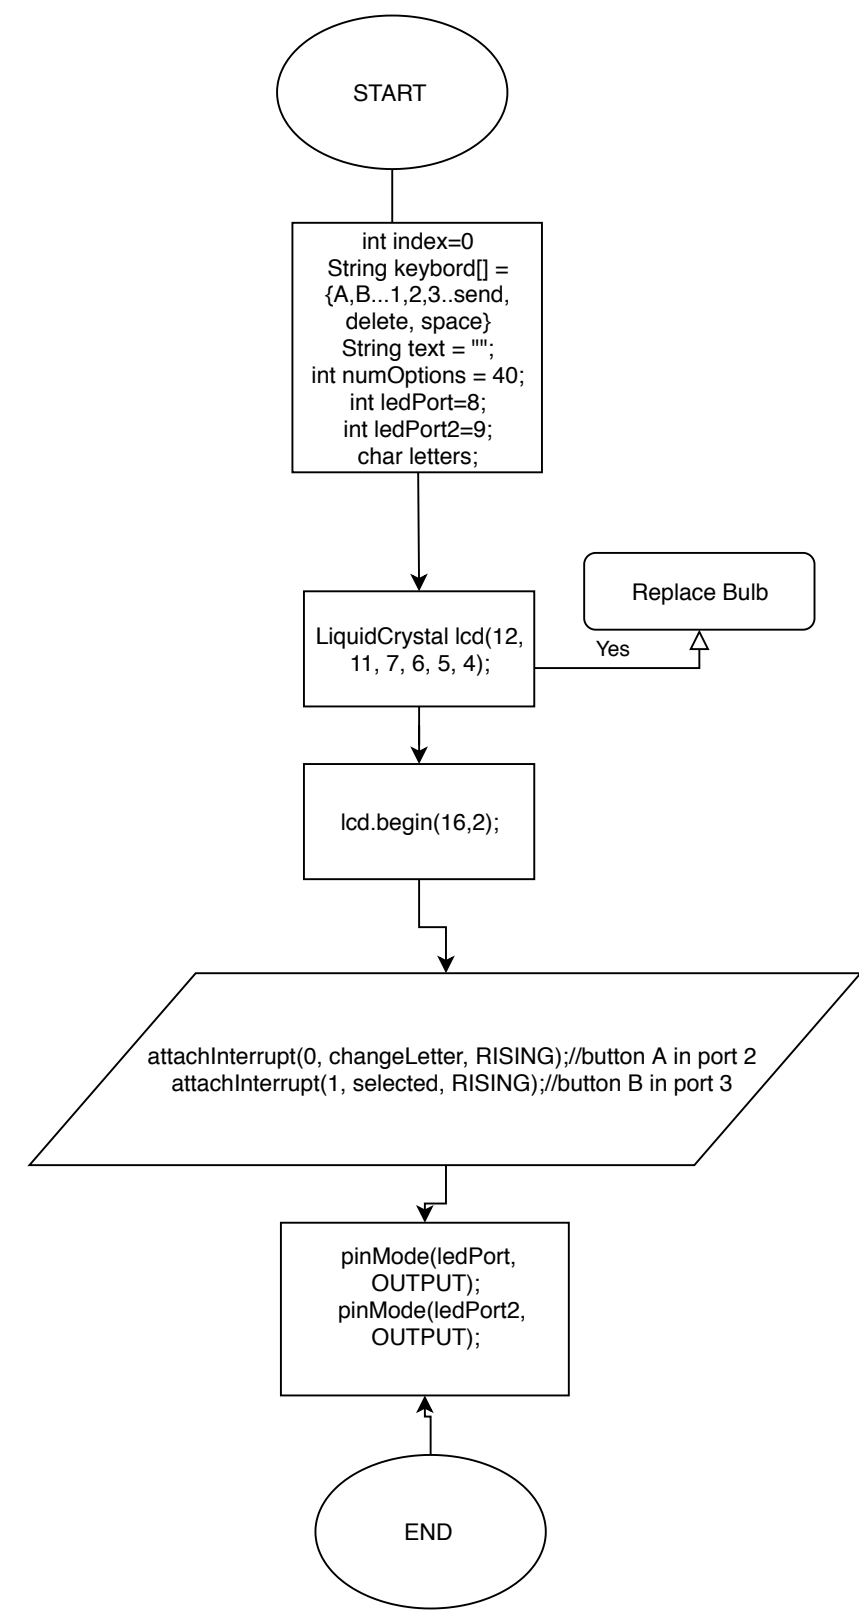 START
int index=0
String keybord[] =
{A,B...1,2,3..send,
delete, space}
String text = "";
int numOptions = 40;
int ledPort=8;
int ledPort2=9;
char letters;
Replace Bulb
LiquidCrystal lcd(12,
11, 7, 6, 5, 4);
Yes
lcd.begin(16,2);
attachInterrupt(0, changeLetter, RISING);//button A in port 2
attachInterrupt(1, selected, RISING);//button B in port 3
pinMode(ledPort,
OUTPUT);
pinMode(ledPort2,
OUTPUT);
END